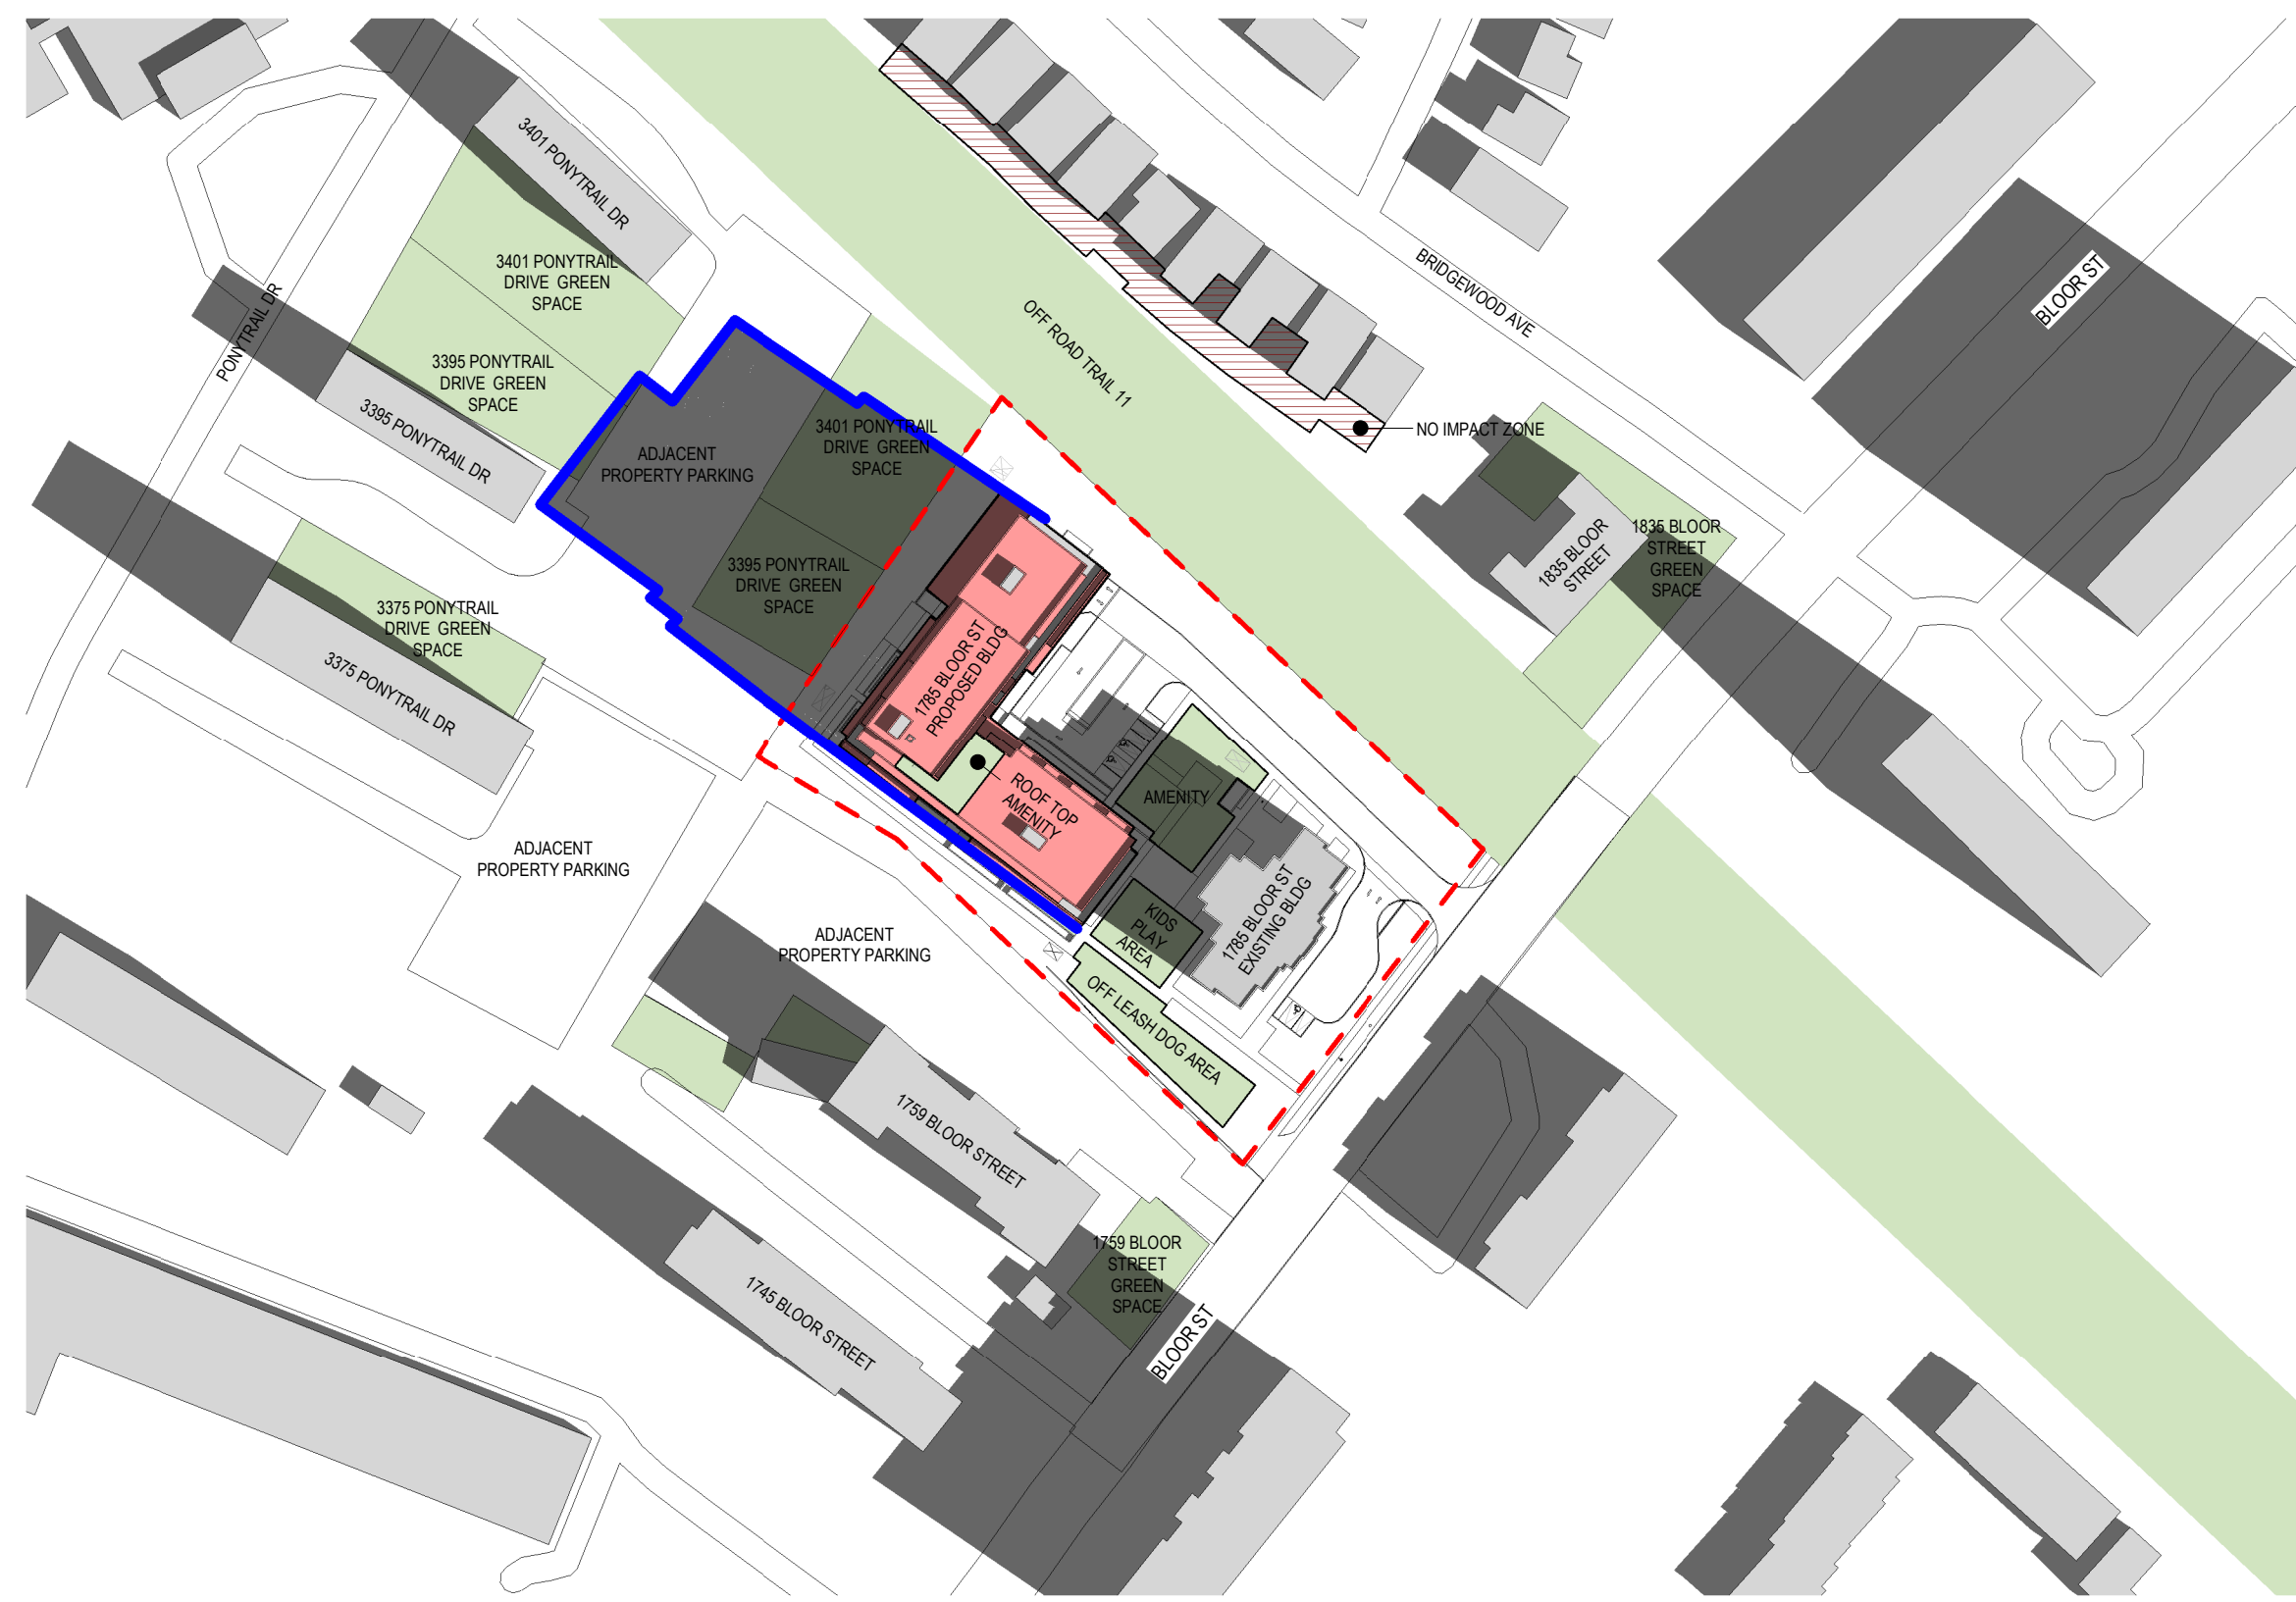 3401 PONYTRAIL DR
3401 PONYTRAIL
DRIVE GREEN
SPACE
PONYTRAIL DR
3395 PONYTRAIL
DRIVE GREEN
SPACE
3395 PONYTRAIL DR
OFF ROAD TRAIL 11
BRIDGEWOOD AVE
BLOOR ST
NO IMPACT ZONE
ADJACENT
PROPERTY PARKING
3401 PONYTRAIL
DRIVE GREEN
SPACE
3395 PONYTRAIL
DRIVE GREEN
SPACE
1835 BLOOR
STREET
1835 BLOOR
STREET
GREEN
SPACE
3375 PONYTRAIL
DRIVE GREEN
SPACE
3375 PONYTRAIL DR
1785 BLOOR ST
PROPOSED BLDG
ROOF TOP
AMENITY
AMENITY
ADJACENT
PROPERTY PARKING
ADJACENT
PROPERTY PARKING
KIDS
PLAY
AREA
1785 BLOOR ST
EXISTING BLDG
OFF LEASH DOG AREA
1759 BLOOR STREET
1759 BLOOR
STREET
GREEN
SPACE
1745 BLOOR STREET
BLOOR ST